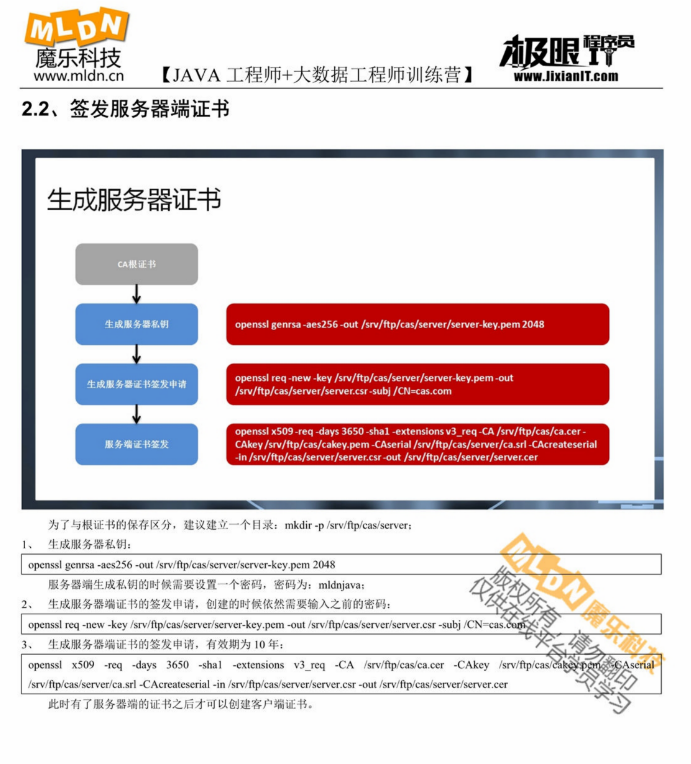 MLDN
魔乐科技
www.mldn.cn
【JAVA 工程师+大数据工程师训练营】
极限IT程序员
www.JixianIT.com
2.2、签发服务器端证书
生成服务器证书
CA根证书
生成服务器私钥
openssl genrsa -aes256 -out /srv/ftp/cas/server/server-key.pem 2048
生成服务器证书签发申请
openssl req -new -key /srv/ftp/cas/server/server-key.pem -out
/srv/ftp/cas/server/server.csr -subj /CN=cas.com
服务端证书签发
openssl x509 -req -days 3650 -sha1 -extensions v3_req -CA /srv/ftp/cas/ca.cer -
CAkey /srv/ftp/cas/cakey.pem -CAserial /srv/ftp/cas/server/ca.srl -CAcreateserial
-in /srv/ftp/cas/server/server.csr -out /srv/ftp/cas/server/server.cer
为了与根证书的保存区分，建议建立一个目录：mkdir -p /srv/ftp/cas/server;
1、 生成服务器私钥：
openssl genrsa -aes256 -out /srv/ftp/cas/server/server-key.pem 2048
服务器端生成私钥的时候需要设置一个密码，密码为：mldnjava；
2、 生成服务器端证书的签发申请，创建的时候依然需要输入之前的密码：
openssl req -new -key /srv/ftp/cas/server/server-key.pem -out /srv/ftp/cas/server/server.csr -subj /CN=cas.com
3、 生成服务器端证书的签发申请，有效期为 10 年：
openssl x509 -req -days 3650 -sha1 -extensions v3_req -CA /srv/ftp/cas/ca.cer -CAkey /srv/ftp/cas/cakey.pem -CAserial
/srv/ftp/cas/server/ca.srl -CAcreateserial -in /srv/ftp/cas/server/server.csr -out /srv/ftp/cas/server/server.cer
此时有了服务器端的证书之后才可以创建客户端证书。
MLDN 魔乐科技
版权所有，请勿翻印
仅供在线平台学员学习